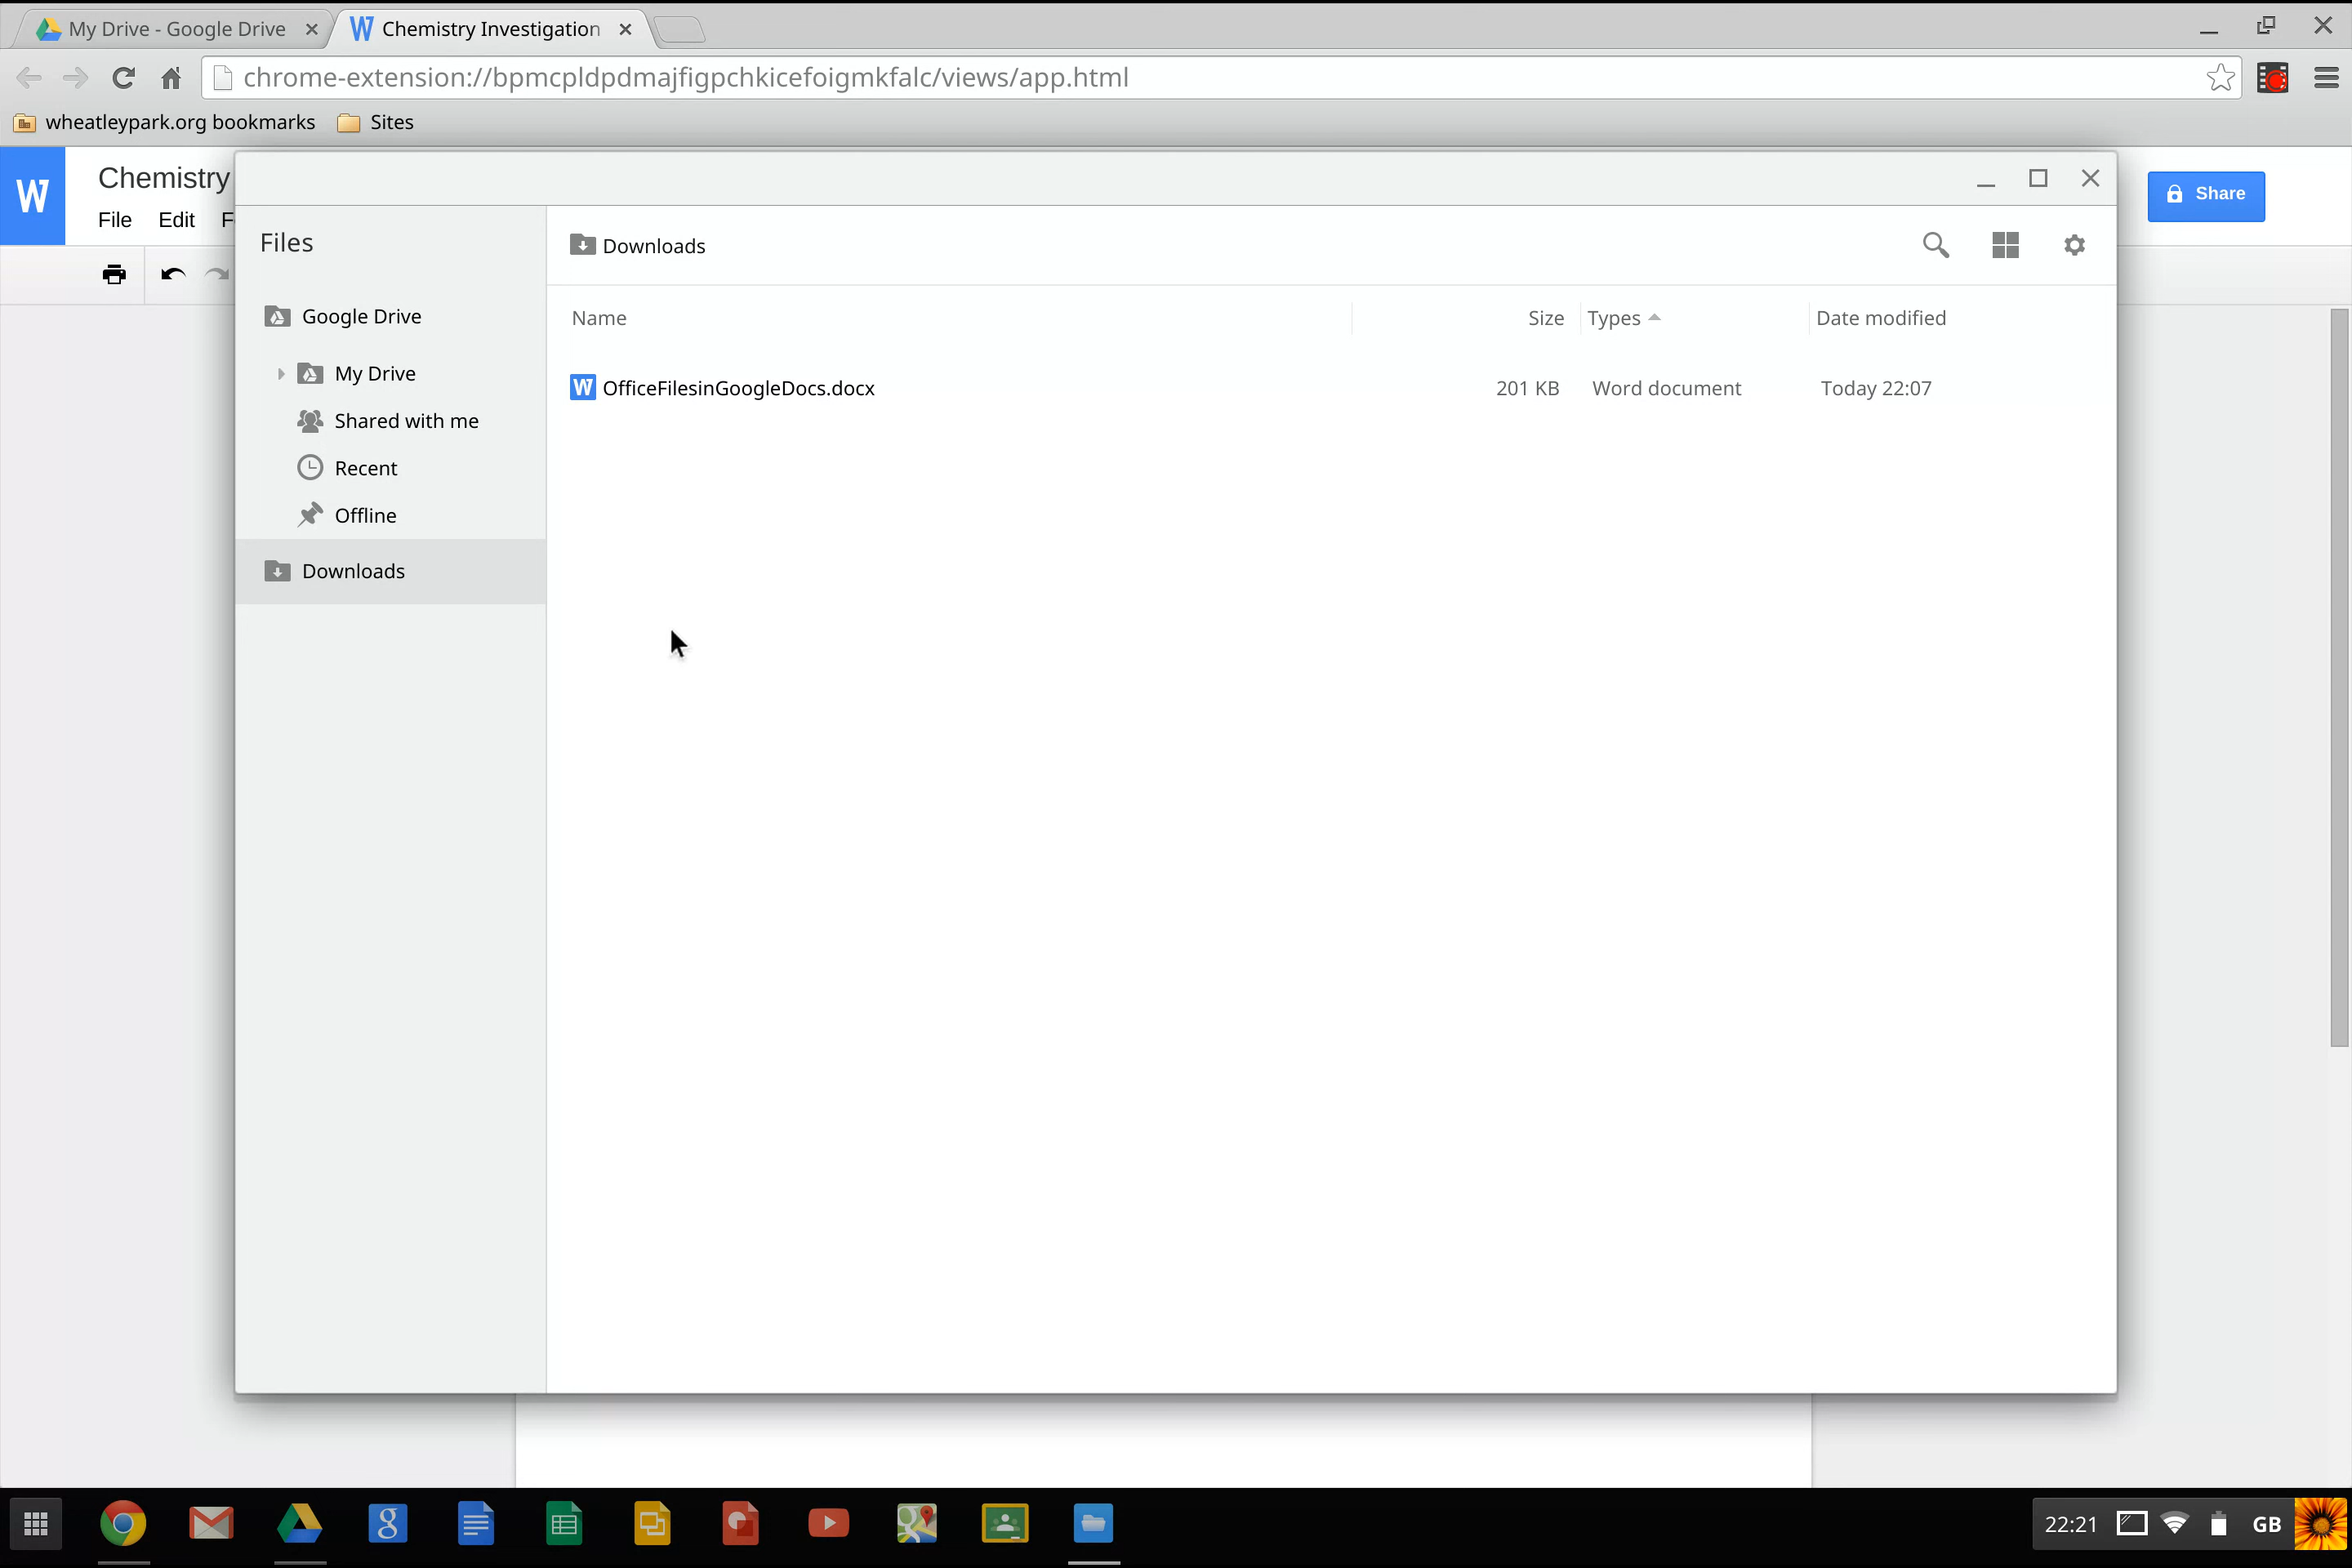 My Drive - Google Drive
Chemistry Investigation
chrome-extension://bpmcpldpdmajfigpchkicefoigmkfalc/views/app.html
wheatleypark.org bookmarks Sites
W Chemistry
File Edit F
Share
Files
Downloads
Google Drive
My Drive
Shared with me
Recent
Offline
Downloads
Name Size Types Date modified
OfficeFilesinGoogleDocs.docx 201 KB Word document Today 22:07
22:21 GB